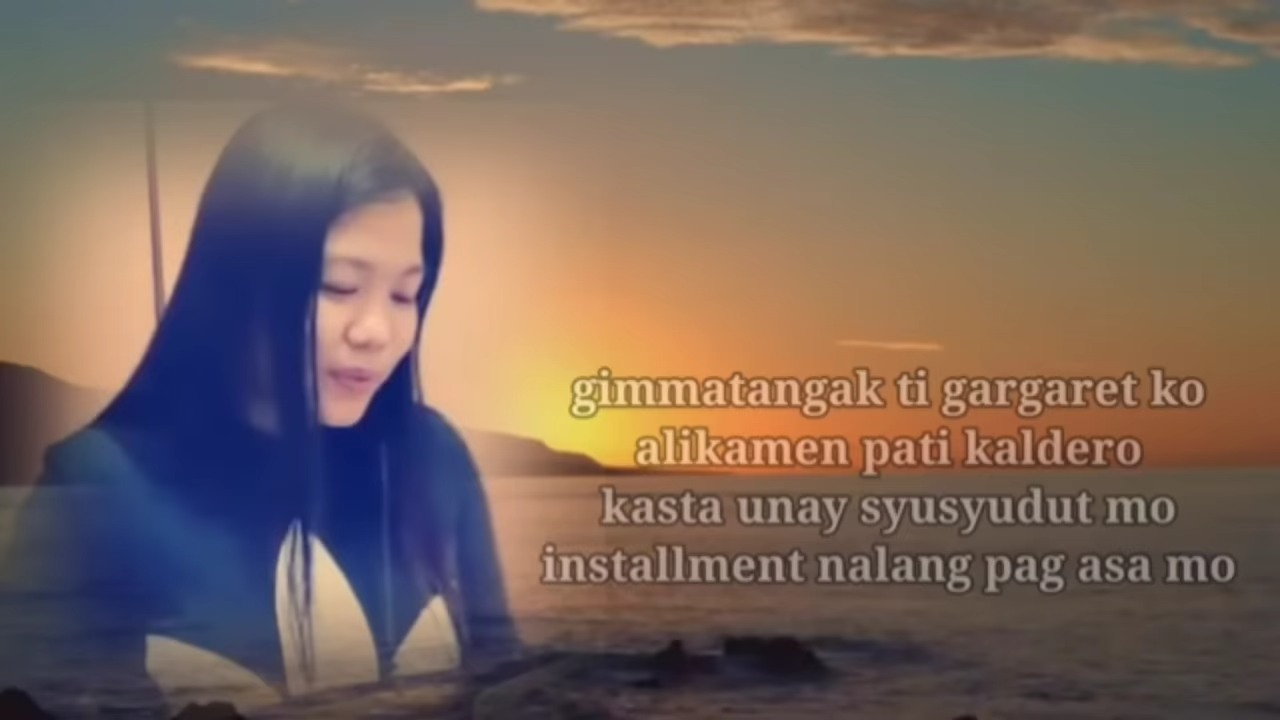 gimmatangak ti gargaret ko
alikamen pati kaldero
kasta unay syusyudut mo
installment nalang pag asa mo